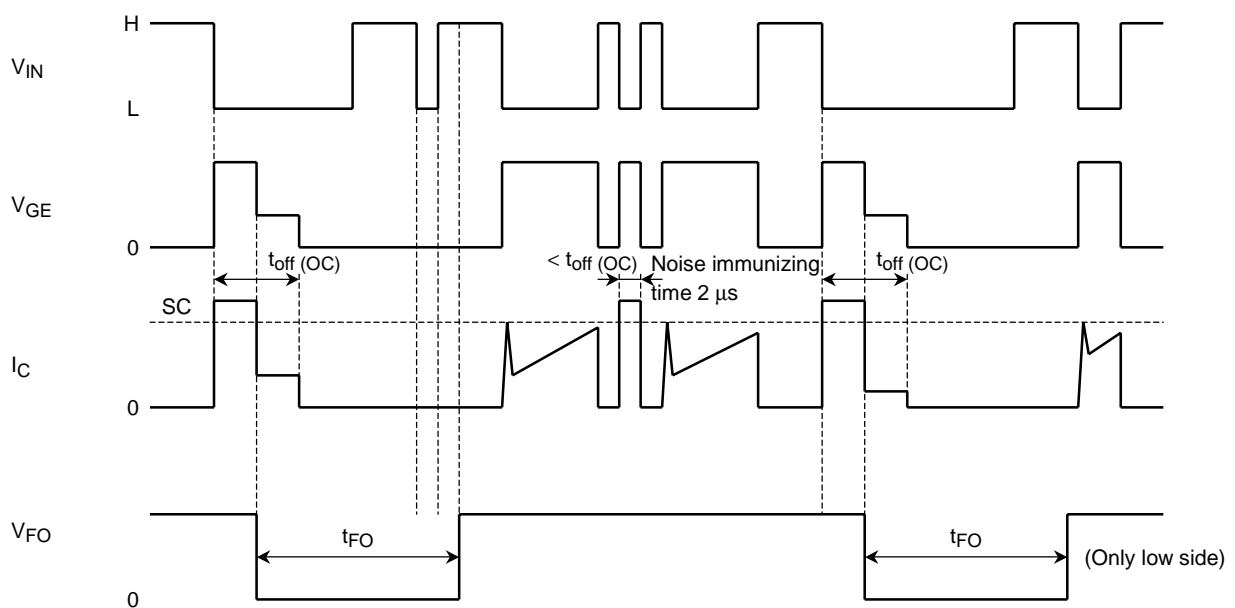 H
VIN
L
VGE
0
toff (OC)
< toff (OC)
Noise immunizing
time 2 μs
toff (OC)
SC
IC
0
VFO
tFO
tFO
(Only low side)
0